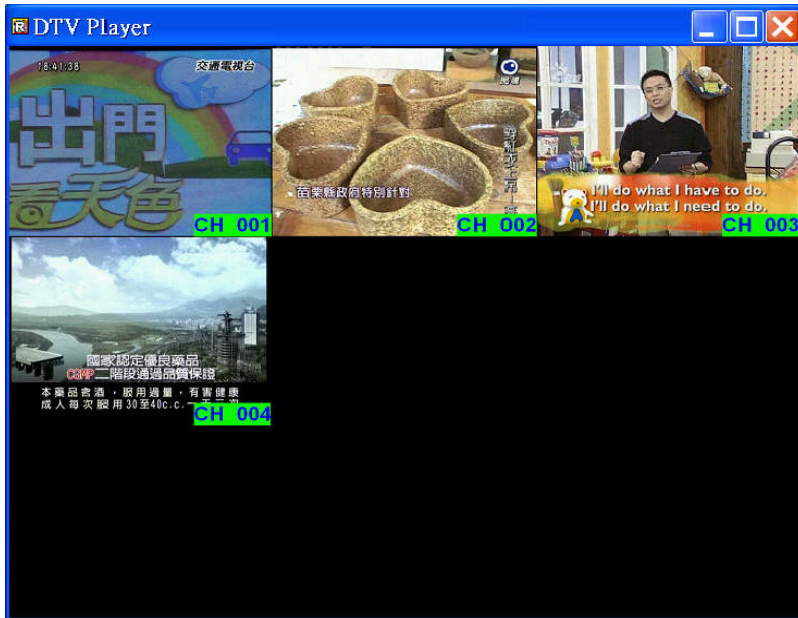 DTV Player
18:41:38
交通電視台
出門
看天色
CH 001
苗栗縣政府特別針對
CH 002
I'll do what I have to do.
I'll do what I need to do.
CH 003
國家認定優良藥品
CGMP二階段通過品質保證
本藥品含酒，服用過量，有害健康
成人每次服用30至40c.c.一天三次
CH 004